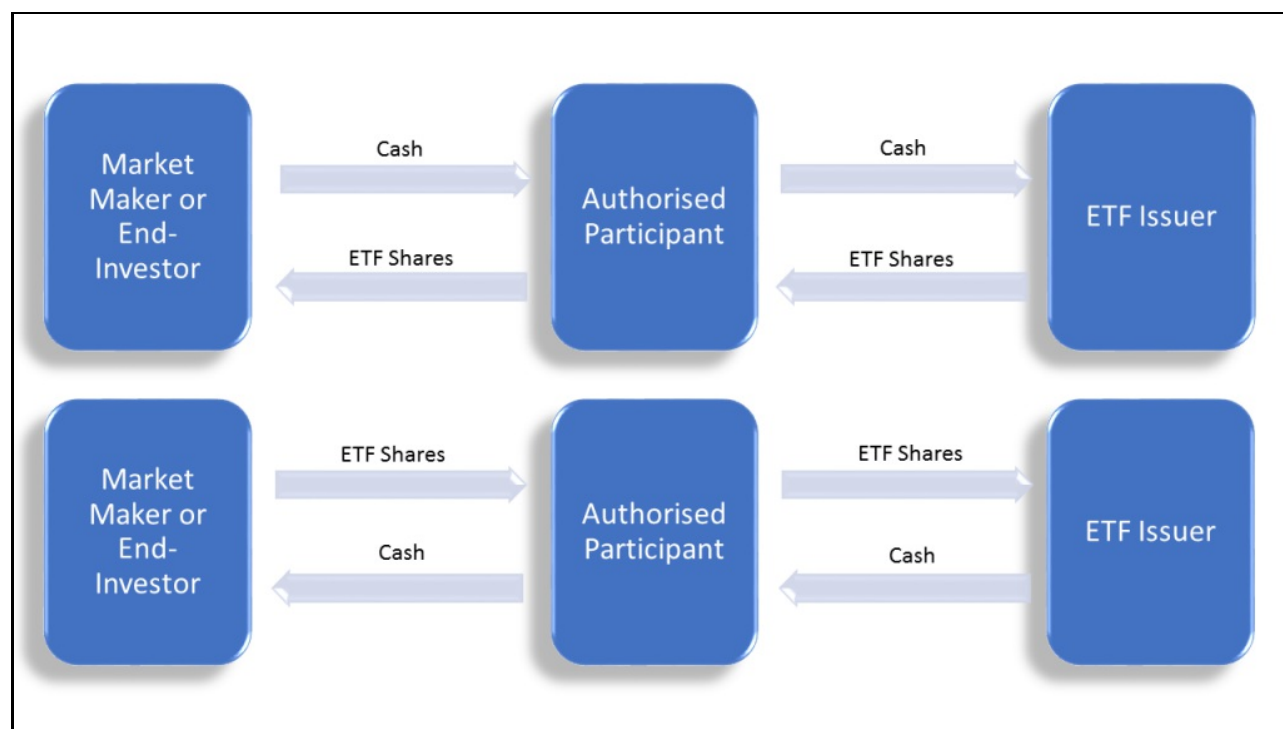 Market
Maker or
End-
Investor
Cash
ETF Shares
Authorised
Participant
Cash
ETF Shares
ETF Issuer
Market
Maker or
End-
Investor
ETF Shares
Cash
Authorised
Participant
ETF Shares
Cash
ETF Issuer